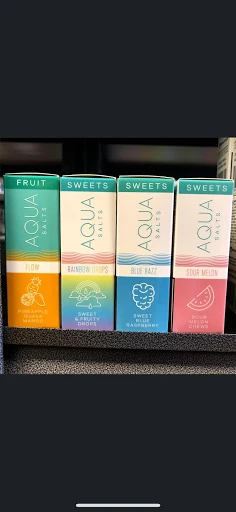 FRUIT
AQUA
SALTS
FLOW
PINEAPPLE
GUAVA
MANGO
SWEETS
AQUA
SALTS
RAINBOW DROPS
SWEET
& FRUITY
DROPS
SWEETS
AQUA
SALTS
BLUE RAZZ
SWEET
BLUE
RASPBERRY
SWEETS
AQUA
SALTS
SOUR MELON
SOUR
MELON
CHEWS